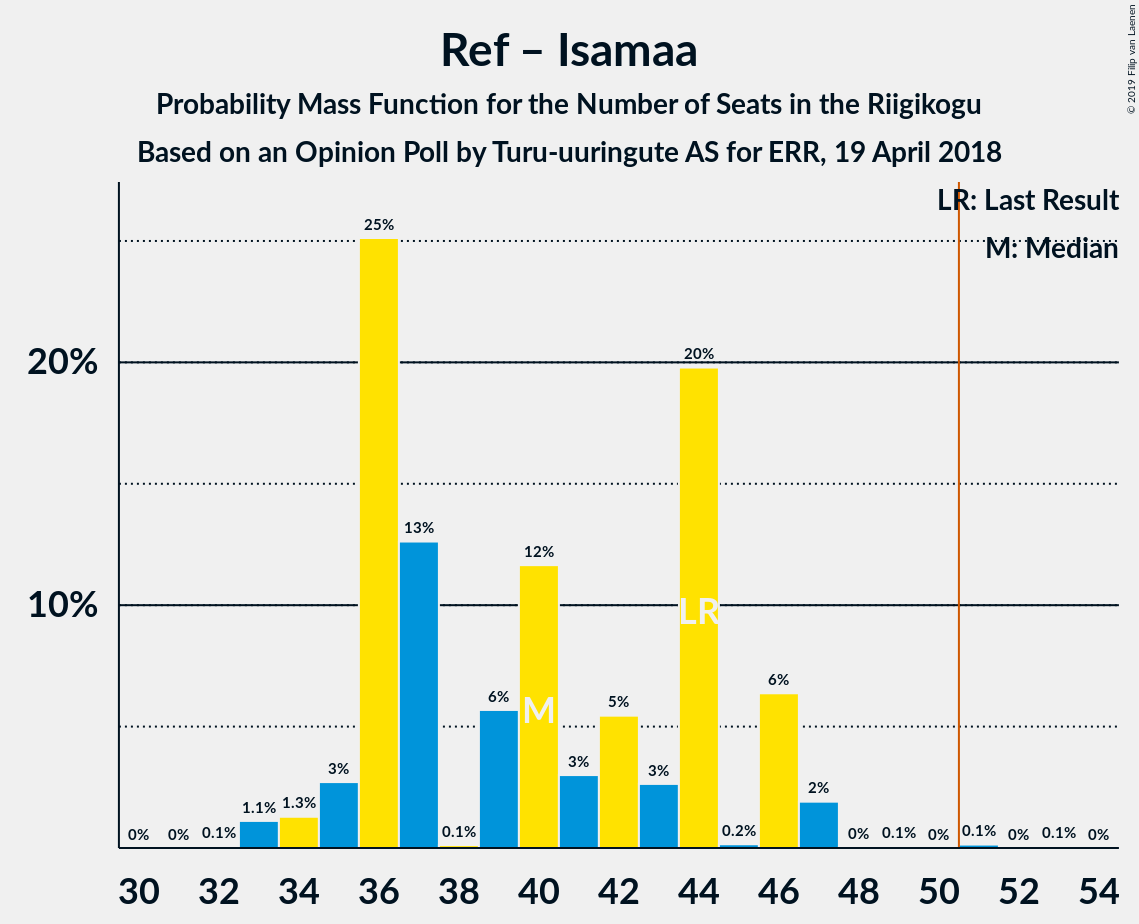 Ref – Isamaa
Probability Mass Function for the Number of Seats in the Riigikogu
Based on an Opinion Poll by Turu-uuringute AS for ERR, 19 April 2018
© 2019 Filip van Laenen
LR: Last Result
M: Median
20%
10%
0% 0% 0.1% 1.1% 1.3% 3% 25% 13% 0.1% 6% 12% 3% 5% 3% 20% 0.2% 6% 2% 0% 0.1% 0% 0.1% 0% 0.1% 0%
LR
M
30 32 34 36 38 40 42 44 46 48 50 52 54